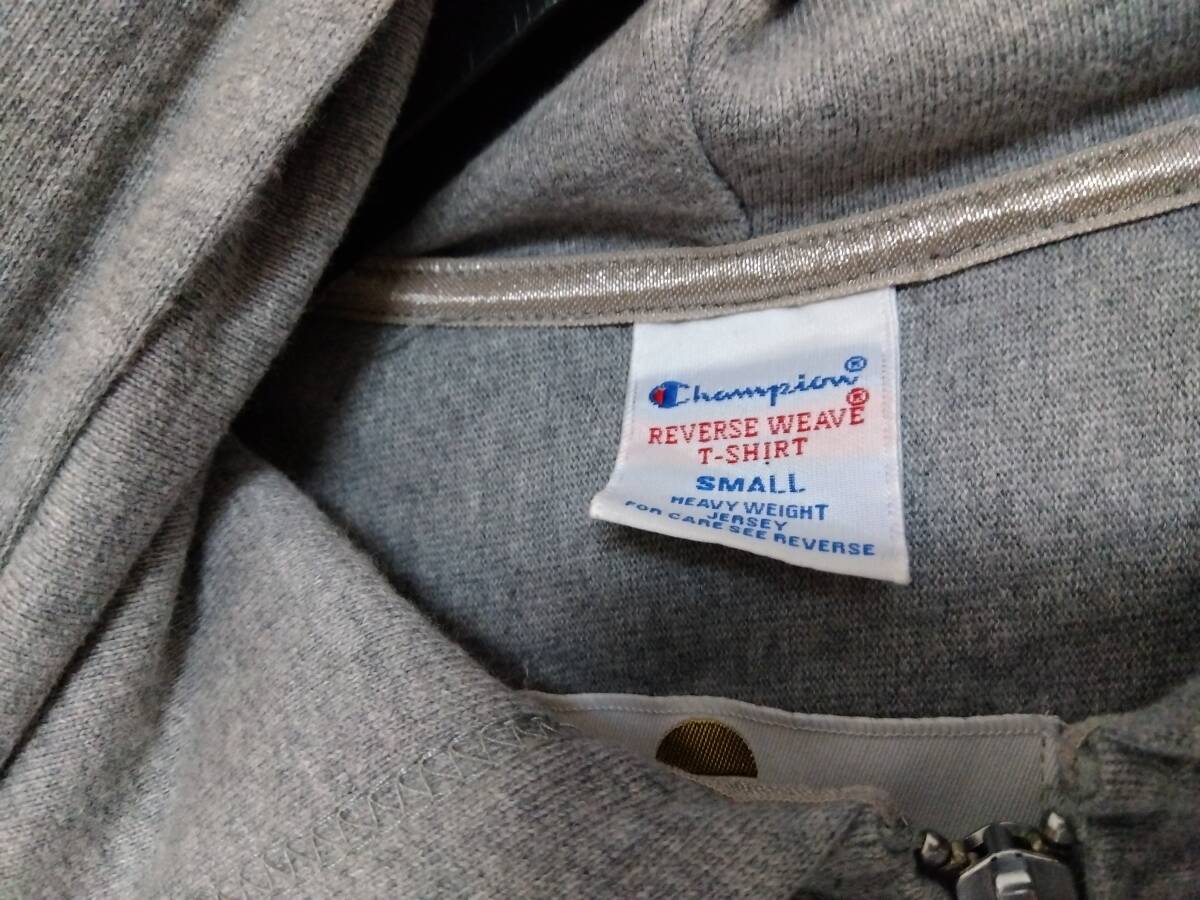 Champion®
REVERSE WEAVE®
T-SHIRT
SMALL
HEAVY WEIGHT
JERSEY
FOR CARE SEE REVERSE